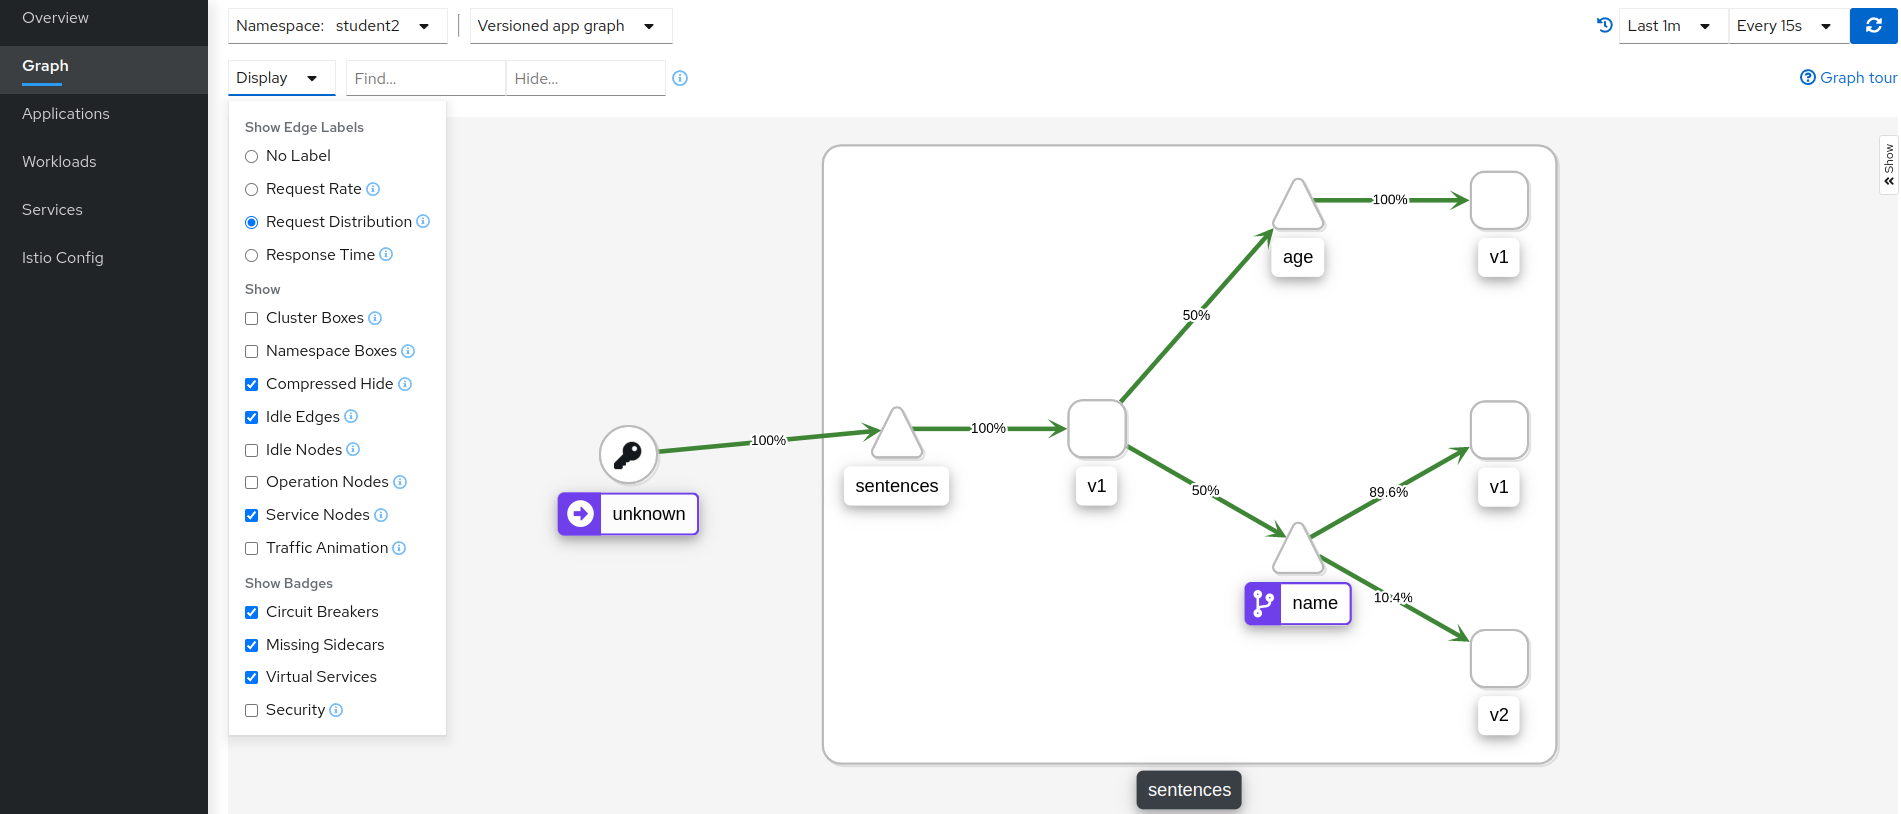 Overview
Graph
Applications
Workloads
Services
Istio Config
Namespace: student2
Versioned app graph
Last 1m
Every 15s
Display
Find...
Hide...
Graph tour
Show Edge Labels
No Label
Request Rate
Request Distribution
Response Time
Show
Cluster Boxes
Namespace Boxes
Compressed Hide
Idle Edges
Idle Nodes
Operation Nodes
Service Nodes
Traffic Animation
Show Badges
Circuit Breakers
Missing Sidecars
Virtual Services
Security
Show
100%
age
v1
50%
100%
100%
unknown
sentences
v1
50%
89.6%
v1
name
10.4%
v2
sentences